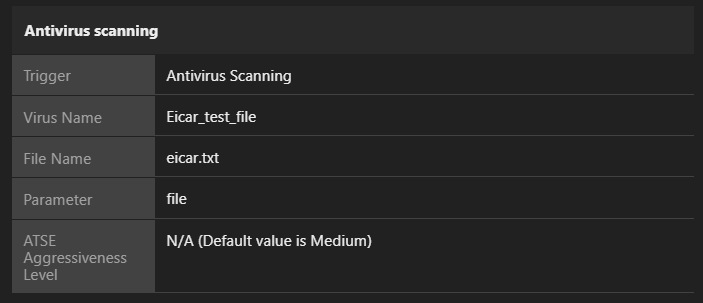 Antivirus scanning
Trigger Antivirus Scanning
Virus Name Eicar_test_file
File Name eicar.txt
Parameter file
ATSE N/A (Default value is Medium)
Aggressiveness
Level